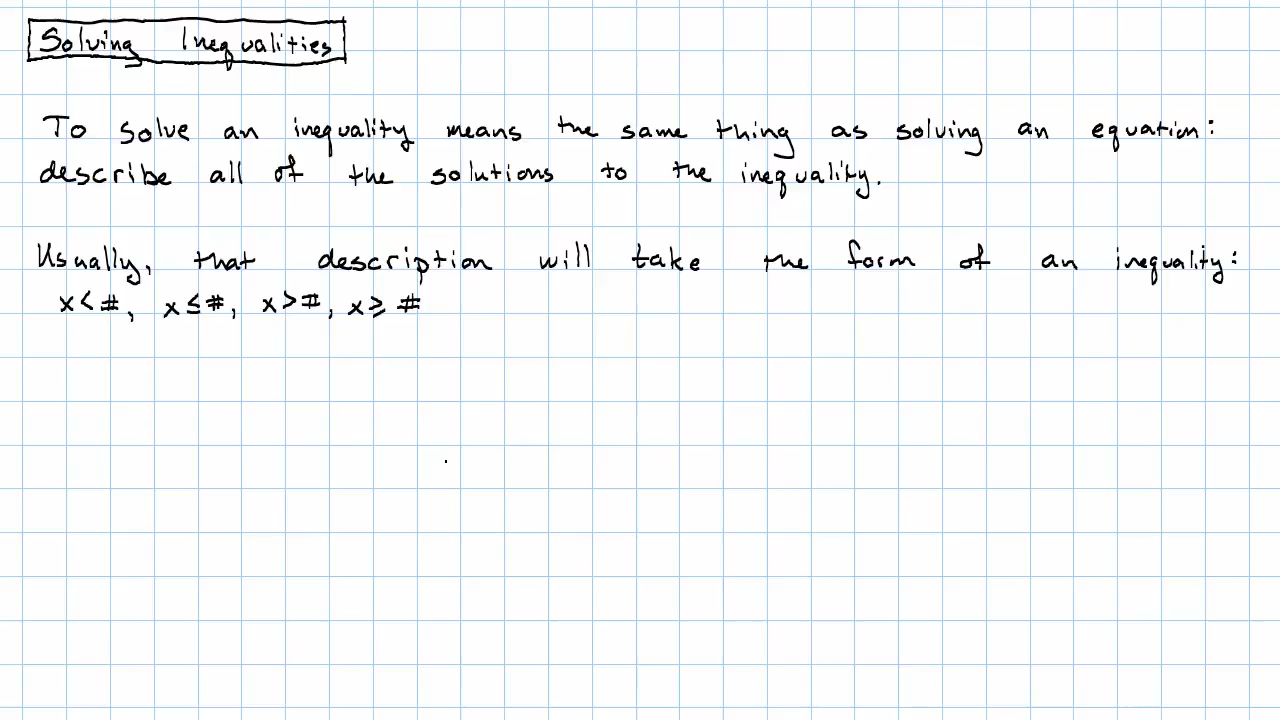 Solving Inequalities
To solve an inequality means the same thing as solving an equation:
describe all of the solutions to the inequality.
Usually, that description will take the form of an inequality:
x < #, x ≤ #, x > #, x ≥ #